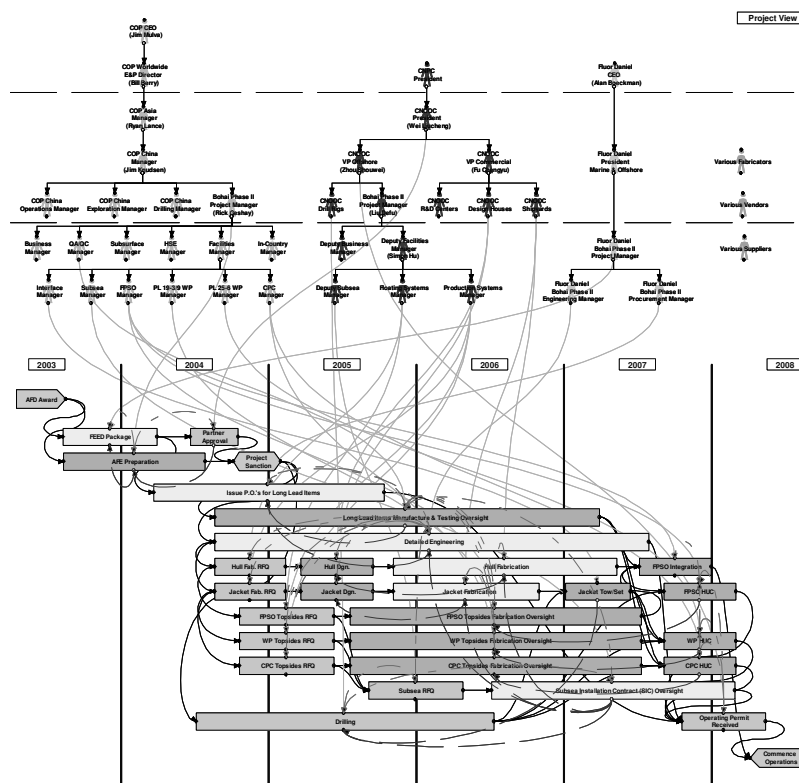 Project View
COP CEO
(Jim Mulva)
COP Worldwide
E&P Director
(Bill Berry)
CNPC
President
Fluor Daniel
CEO
(Alan Boeckman)
COP Asia
Manager
(Ryan Lance)
CNOOC
President
(Wei Liucheng)
COP China
Manager
(Jim Knudsen)
CNOOC
VP Offshore
(Zhou Shouwei)
CNOOC
VP Commercial
(Fu Chengyu)
Fluor Daniel
President
Marine & Offshore
Various Fabricators
COP China
Operations Manager
COP China
Exploration Manager
COP China
Drilling Manager
Bohai Phase II
Project Manager
(Rick Oeshay)
CNOOC
Drilling
Bohai Phase II
Project Manager
CNOOC
R&D Centers
CNOOC
Design Houses
CNOOC
Shipyards
Various Vendors
Business
Manager
QA/QC
Manager
Subsurface
Manager
HSE
Manager
Facilities
Manager
In-Country
Manager
Deputy Business
Manager
Deputy Facilities
Manager
(Simon Hu)
Fluor Daniel
Bohai Phase II
Project Manager
Various Suppliers
Interface
Manager
Subsea
Manager
FPSO
Manager
PL 19-3/9 WP
Manager
PL 25-6 WP
Manager
CPC
Manager
Deputy Subsea
Manager
Floating Systems
Manager
Production Systems
Manager
Fluor Daniel
Bohai Phase II
Engineering Manager
Fluor Daniel
Bohai Phase II
Procurement Manager
2003
2004
2005
2006
2007
2008
AFD Award
FEED Package
Partner
Approval
AFE Preparation
Project
Sanction
Issue P.O.'s for Long Lead Items
Long Lead Items Manufacture & Testing Oversight
Detailed Engineering
Hull Fab. RFQ
Hull Dgn.
Hull Fabrication
FPSO Integration
Jacket Fab. RFQ
Jacket Dgn.
Jacket Fabrication
Jacket Tow/Set
FPSO HUC
FPSO Topsides RFQ
FPSO Topsides Fabrication Oversight
WP Topsides RFQ
WP Topsides Fabrication Oversight
WP HUC
CPC Topsides RFQ
CPC Topsides Fabrication Oversight
CPC HUC
Subsea RFQ
Subsea Installation Contract (SIC) Oversight
Drilling
Operating Permit
Received
Commence
Operations